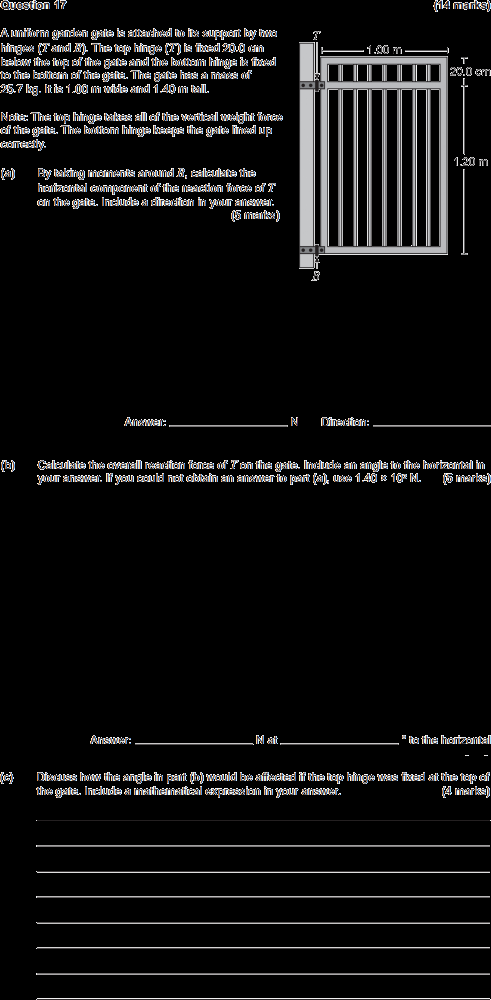 Question 17
(14 marks)
A uniform garden gate is attached to its support by two
hinges (T and B). The top hinge (T) is fixed 20.0 cm
below the top of the gate and the bottom hinge is fixed
to the bottom of the gate. The gate has a mass of
25.7 kg. It is 1.00 m wide and 1.40 m tall.
Note: The top hinge takes all of the vertical weight force
of the gate. The bottom hinge keeps the gate lined up
correctly.
T
1.00 m
20.0 cm
1.20 m
B
(a) By taking moments around B, calculate the
horizontal component of the reaction force of T
on the gate. Include a direction in your answer.
(5 marks)
Answer: N Direction:
(b) Calculate the overall reaction force of T on the gate. Include an angle to the horizontal in
your answer. If you could not obtain an answer to part (a), use 1.40 × 10² N. (5 marks)
Answer: N at ° to the horizontal
(c) Discuss how the angle in part (b) would be affected if the top hinge was fixed at the top of
the gate. Include a mathematical expression in your answer. (4 marks)